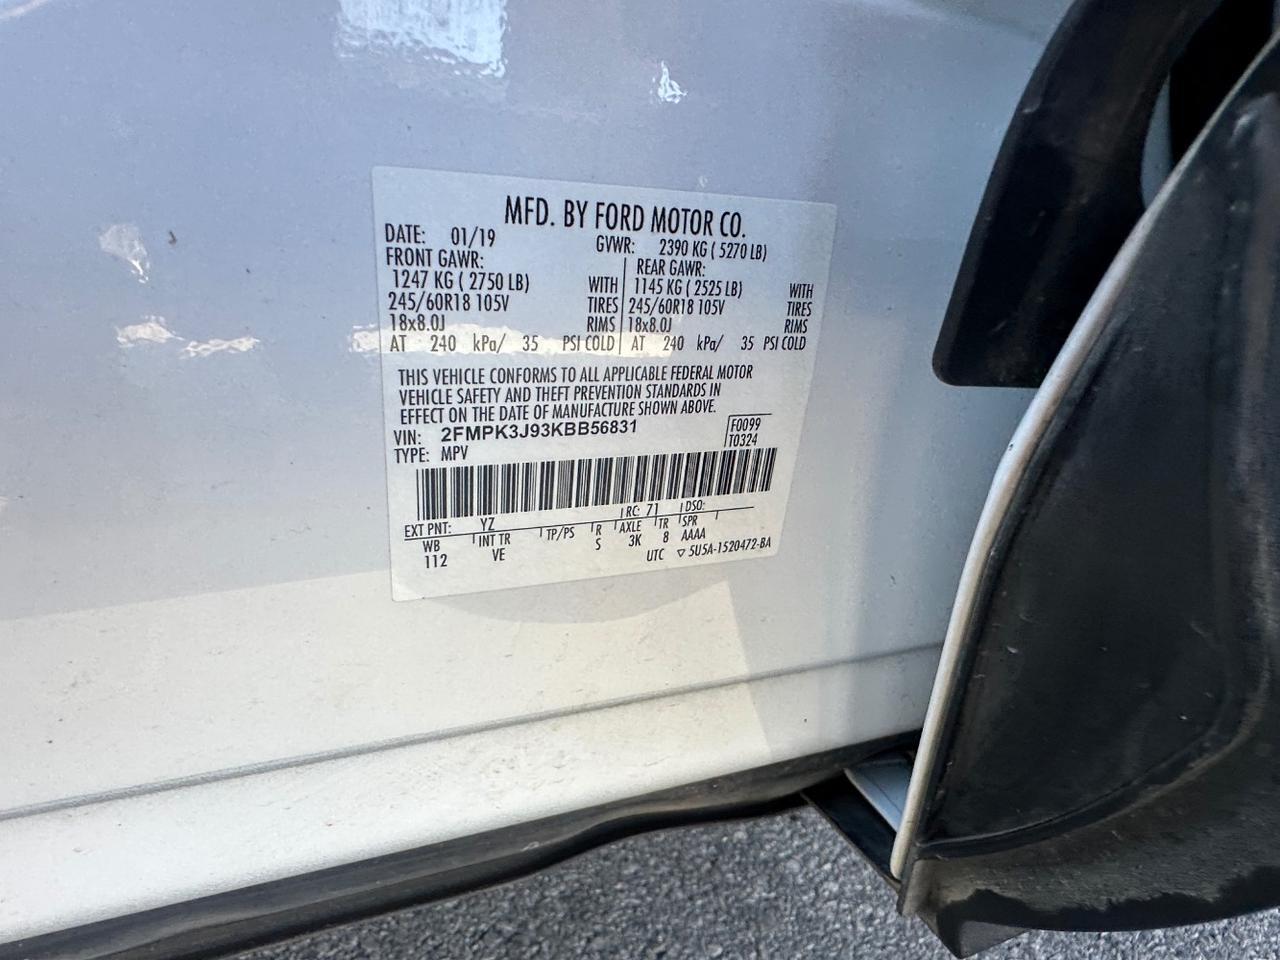 MFD. BY FORD MOTOR CO.
DATE: 01/19 GVWR: 2390 KG ( 5270 LB)
FRONT GAWR: REAR GAWR:
1247 KG ( 2750 LB) WITH 1145 KG ( 2525 LB) WITH
245/60R18 105V TIRES 245/60R18 105V TIRES
18x8.0J RIMS 18x8.0J RIMS
AT 240 kPa/ 35 PSI COLD AT 240 kPa/ 35 PSI COLD
THIS VEHICLE CONFORMS TO ALL APPLICABLE FEDERAL MOTOR
VEHICLE SAFETY AND THEFT PREVENTION STANDARDS IN
EFFECT ON THE DATE OF MANUFACTURE SHOWN ABOVE.
VIN: 2FMPK3J93KBB56831 F0099
TYPE: MPV T0324
EXT PNT: YZ RC: 71 DSO:
WB INT TR TP/PS R AXLE TR SPR
112 VE S 3K 8 AAAA
UTC ▽ 5U5A-1520472-BA